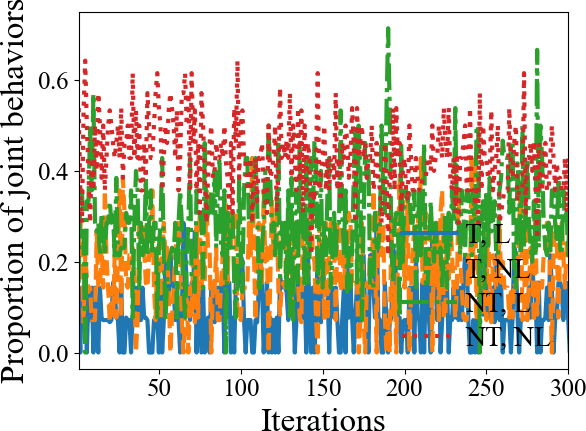 Proportion of joint behaviors
0.6
0.4
0.2
0.0
T, L
T, NL
NT, L
NT, NL
50
100
150
200
250
300
Iterations